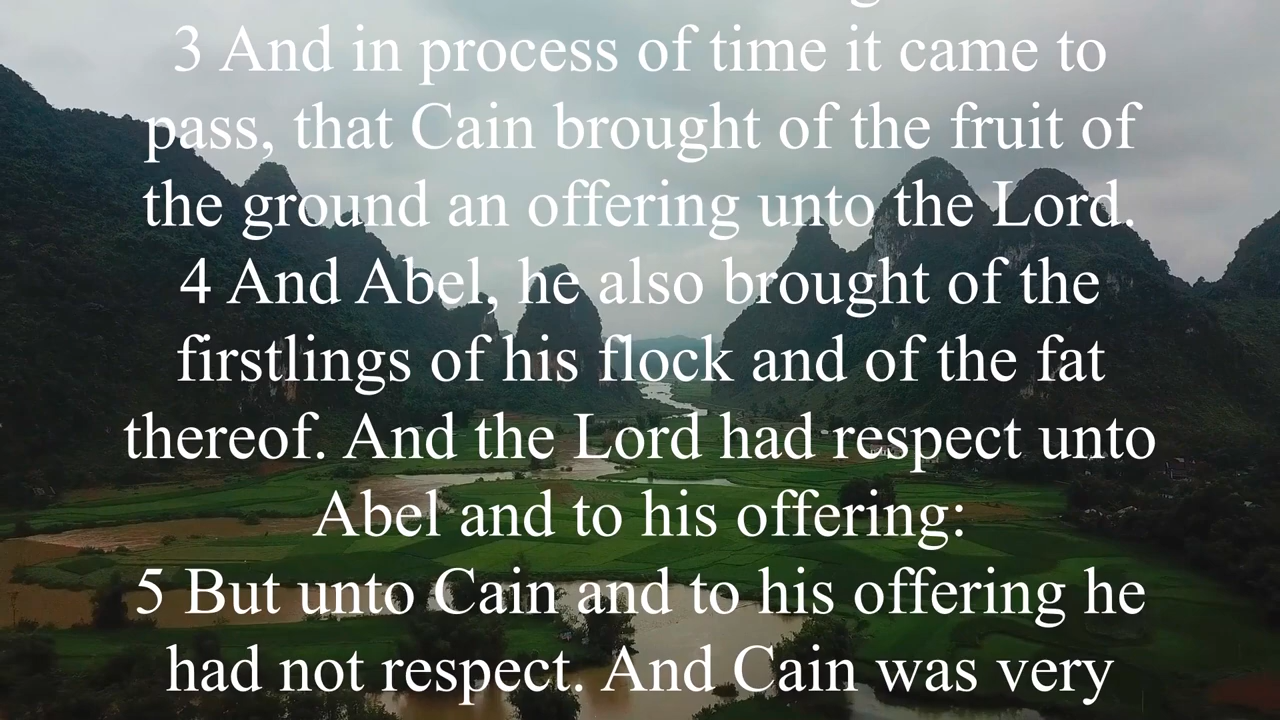 3 And in process of time it came to
pass, that Cain brought of the fruit of
the ground an offering unto the Lord.
4 And Abel, he also brought of the
firstlings of his flock and of the fat
thereof. And the Lord had respect unto
Abel and to his offering:
5 But unto Cain and to his offering he
had not respect. And Cain was very